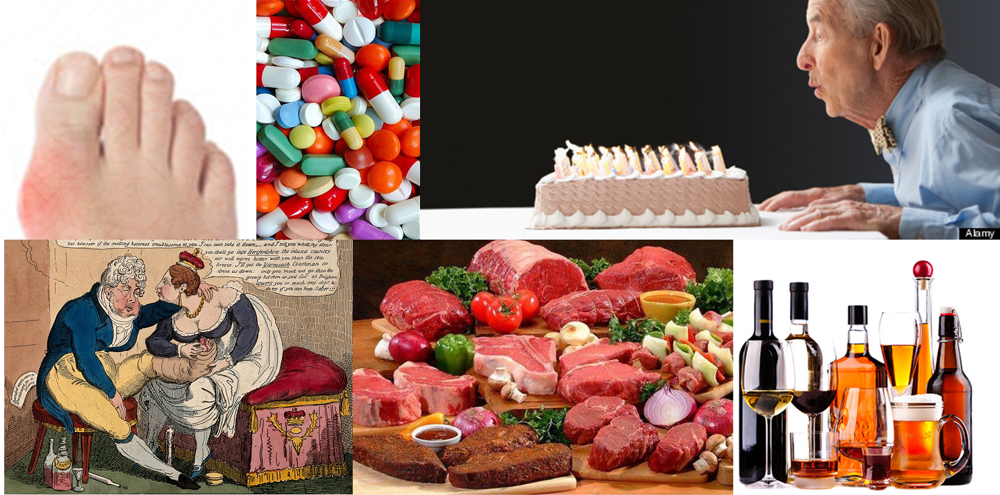 Alamy
but however if the swelling becomes troublesome to you I can soon take it down,— and I tell you what my dear
you shall go into Hertfordshire the inland country
air will agree better with you than the sea
breeze. I'll get the Yarmouth Coachman to
drive us down: only you must not go into the
greasy kitchen as you did at Brighton
lowers you so much my dear &
do try if you can keep Sober!!!